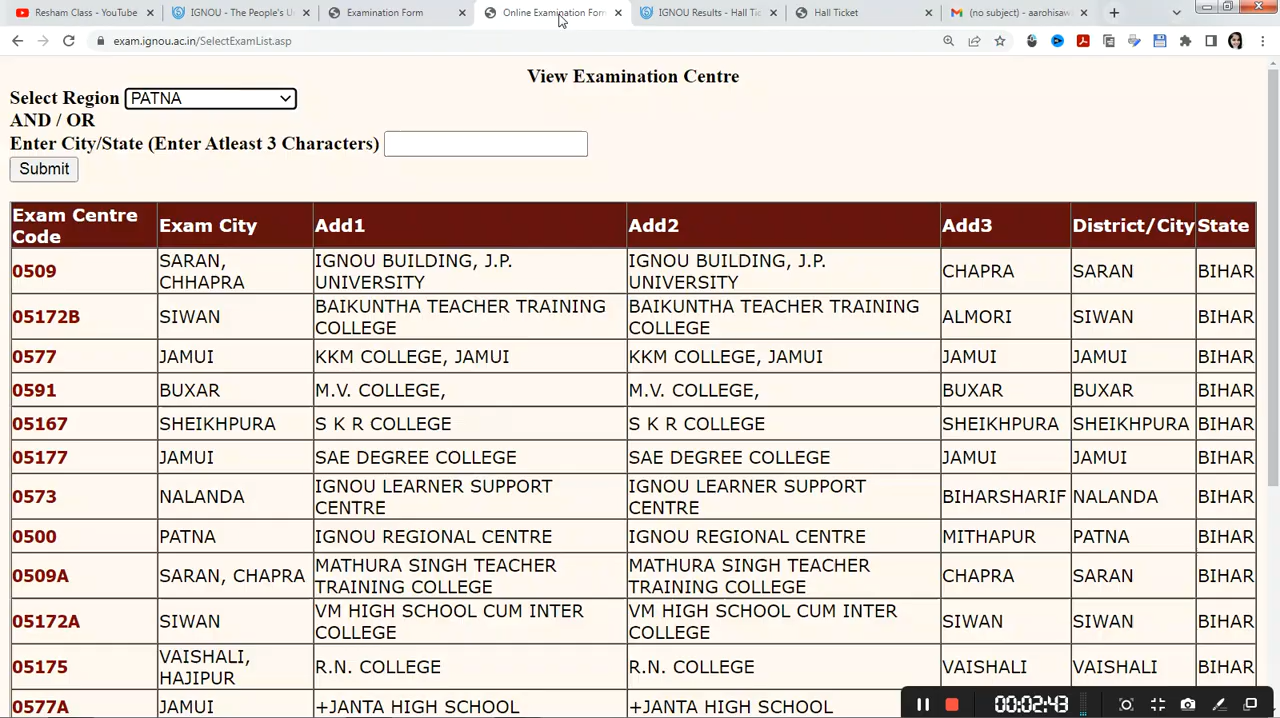 Resham Class - YouTube
IGNOU - The People's U
Examination Form
Online Examination For
IGNOU Results - Hall Tic
Hall Ticket
(no subject) - aarohisaw
exam.ignou.ac.in/SelectExamList.asp
View Examination Centre
Select Region PATNA
AND / OR
Enter City/State (Enter Atleast 3 Characters)
Submit
Exam Centre Code Exam City Add1 Add2 Add3 District/City State
0509 SARAN, CHHAPRA IGNOU BUILDING, J.P. UNIVERSITY IGNOU BUILDING, J.P. UNIVERSITY CHAPRA SARAN BIHAR
05172B SIWAN BAIKUNTHA TEACHER TRAINING COLLEGE BAIKUNTHA TEACHER TRAINING COLLEGE ALMORI SIWAN BIHAR
0577 JAMUI KKM COLLEGE, JAMUI KKM COLLEGE, JAMUI JAMUI JAMUI BIHAR
0591 BUXAR M.V. COLLEGE, M.V. COLLEGE, BUXAR BUXAR BIHAR
05167 SHEIKHPURA S K R COLLEGE S K R COLLEGE SHEIKHPURA SHEIKHPURA BIHAR
05177 JAMUI SAE DEGREE COLLEGE SAE DEGREE COLLEGE JAMUI JAMUI BIHAR
0573 NALANDA IGNOU LEARNER SUPPORT CENTRE IGNOU LEARNER SUPPORT CENTRE BIHARSHARIF NALANDA BIHAR
0500 PATNA IGNOU REGIONAL CENTRE IGNOU REGIONAL CENTRE MITHAPUR PATNA BIHAR
0509A SARAN, CHAPRA MATHURA SINGH TEACHER TRAINING COLLEGE MATHURA SINGH TEACHER TRAINING COLLEGE CHAPRA SARAN BIHAR
05172A SIWAN VM HIGH SCHOOL CUM INTER COLLEGE VM HIGH SCHOOL CUM INTER COLLEGE SIWAN SIWAN BIHAR
05175 VAISHALI, HAJIPUR R.N. COLLEGE R.N. COLLEGE VAISHALI VAISHALI BIHAR
0577A JAMUI +JANTA HIGH SCHOOL +JANTA HIGH SCHOOL
00:02:43